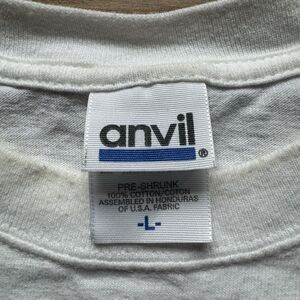 anvil®
PRE-SHRUNK
100% COTTON/COTON
ASSEMBLED IN HONDURAS
OF U.S.A. FABRIC
-L-